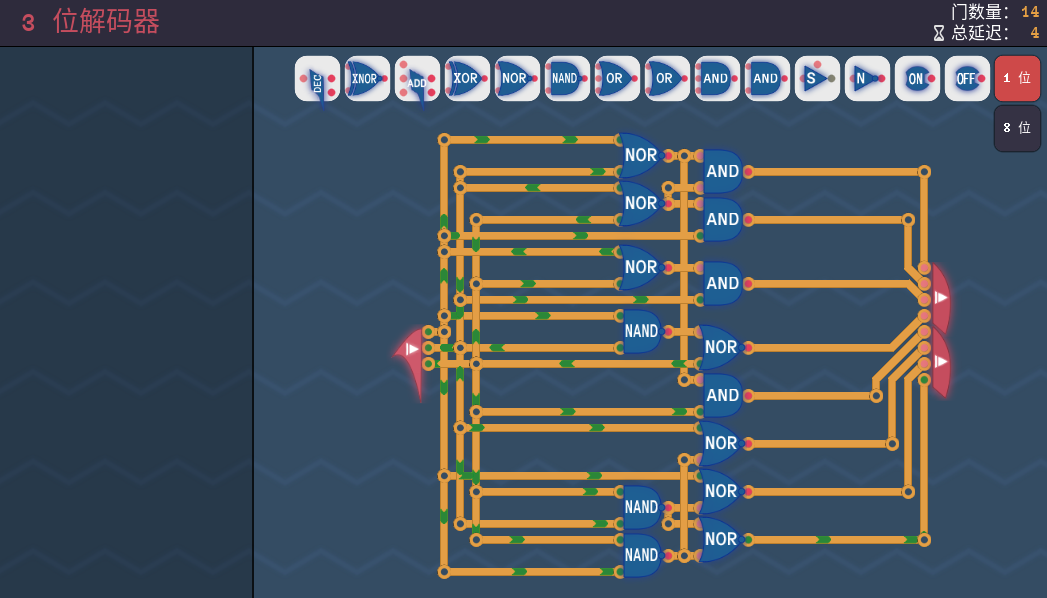 3 位解码器
门数量: 14
总延迟: 4
DEC XNOR ADD XOR NOR NAND OR OR AND AND S N ON OFF 1 位
8 位
NOR
AND
NOR
AND
NOR
AND
NAND
NOR
AND
NOR
NOR
NAND
NOR
NAND